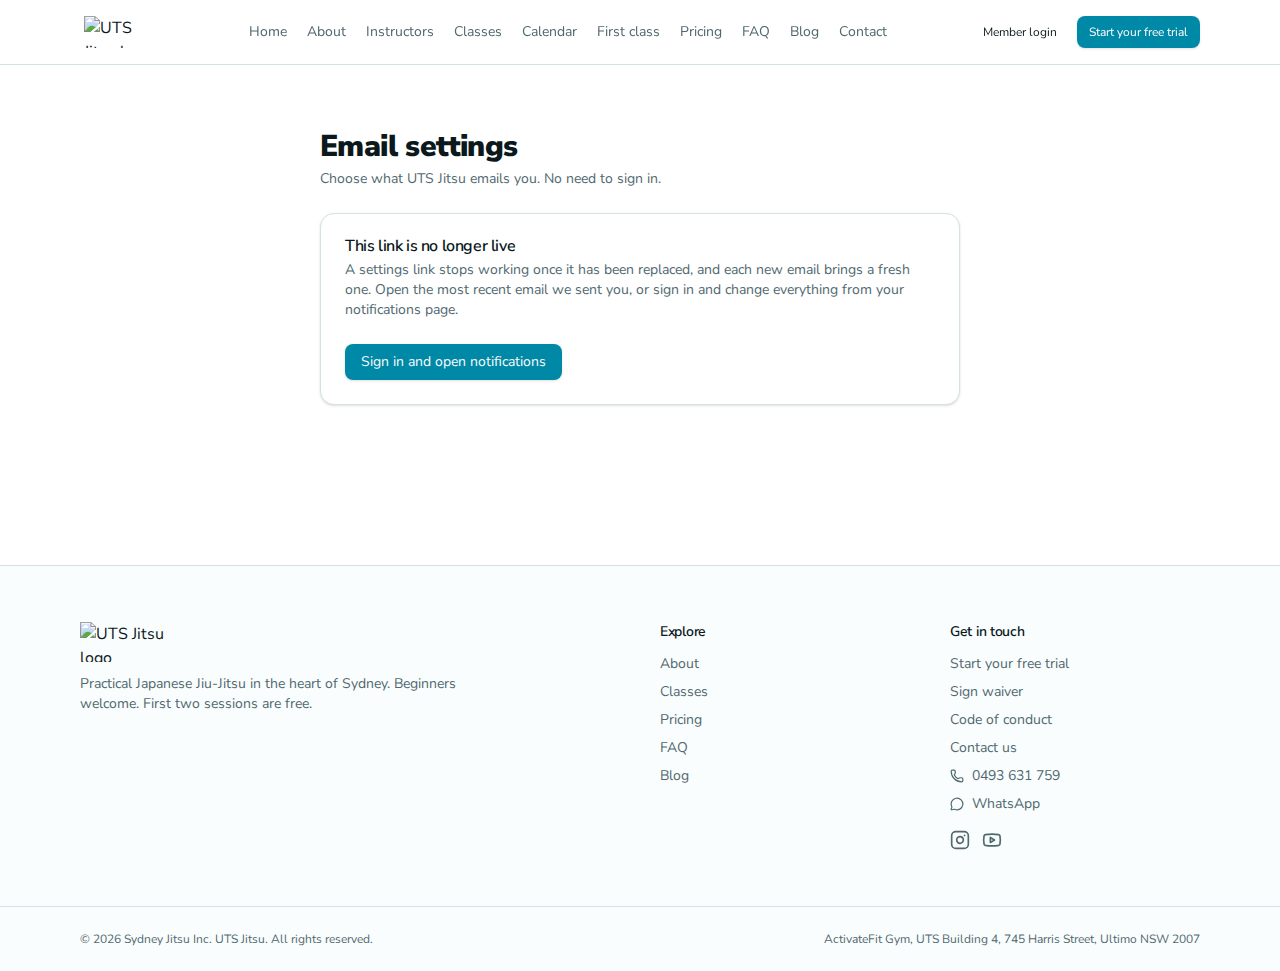 UTS
Home About Instructors Classes Calendar First class Pricing FAQ Blog Contact Member login Start your free trial
Email settings
Choose what UTS Jitsu emails you. No need to sign in.
This link is no longer live
A settings link stops working once it has been replaced, and each new email brings a fresh
one. Open the most recent email we sent you, or sign in and change everything from your
notifications page.
Sign in and open notifications
UTS Jitsu
logo
Practical Japanese Jiu-Jitsu in the heart of Sydney. Beginners
welcome. First two sessions are free.
Explore
About
Classes
Pricing
FAQ
Blog
Get in touch
Start your free trial
Sign waiver
Code of conduct
Contact us
0493 631 759
WhatsApp
© 2026 Sydney Jitsu Inc. UTS Jitsu. All rights reserved.
ActivateFit Gym, UTS Building 4, 745 Harris Street, Ultimo NSW 2007